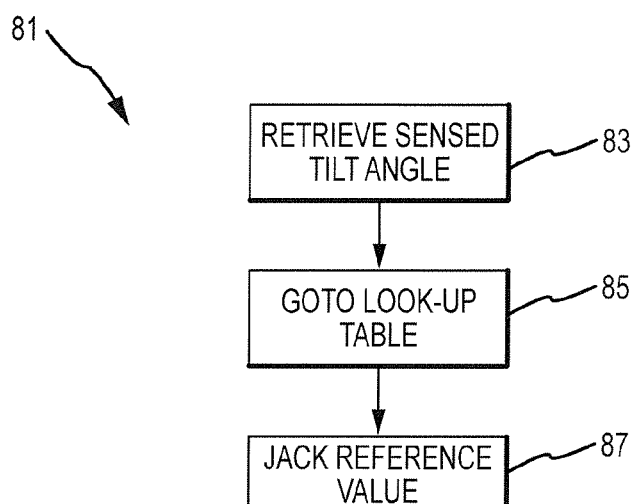 81
RETRIEVE SENSED
TILT ANGLE
83
GOTO LOOK-UP
TABLE
85
JACK REFERENCE
VALUE
87